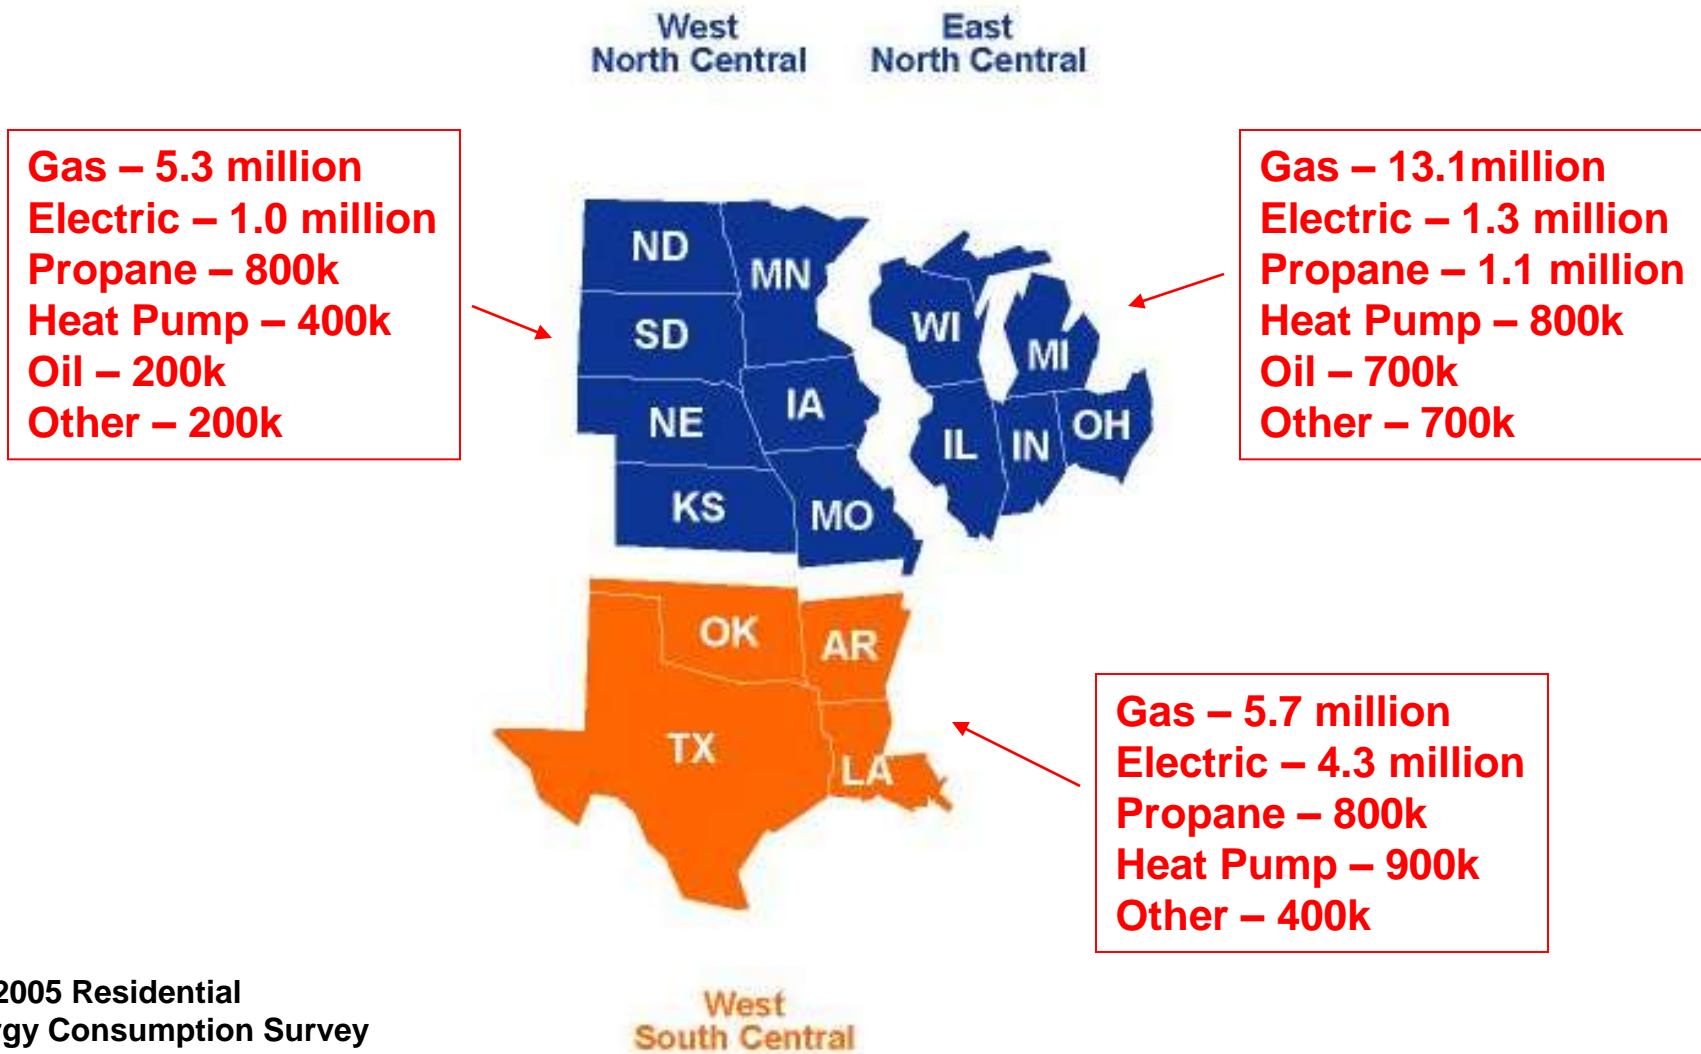 West
North Central
East
North Central
Gas – 5.3 million
Electric – 1.0 million
Propane – 800k
Heat Pump – 400k
Oil – 200k
Other – 200k
Gas – 13.1million
Electric – 1.3 million
Propane – 1.1 million
Heat Pump – 800k
Oil – 700k
Other – 700k
ND
MN
SD
WI
MI
NE
IA
IL
IN
OH
KS
MO
OK
AR
TX
LA
Gas – 5.7 million
Electric – 4.3 million
Propane – 800k
Heat Pump – 900k
Other – 400k
2005 Residential
rgy Consumption Survey
West
South Central